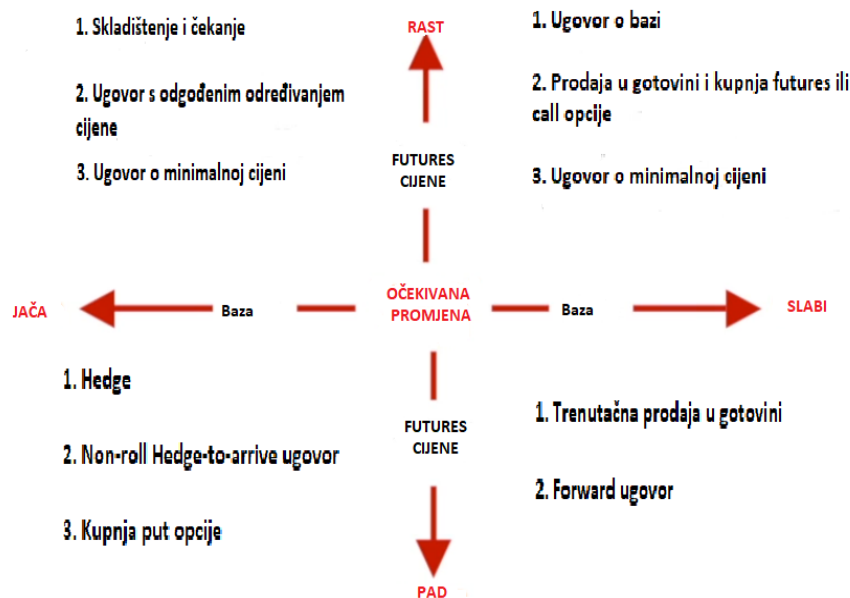 1. Skladištenje i čekanje
2. Ugovor s odgođenim određivanjem
cijene
3. Ugovor o minimalnoj cijeni
RAST
FUTURES
CIJENE
1. Ugovor o bazi
2. Prodaja u gotovini i kupnja futures ili
call opcije
3. Ugovor o minimalnoj cijeni
JAČA
Baza
OČEKIVANA
PROMJENA
Baza
SLABI
1. Hedge
2. Non-roll Hedge-to-arrive ugovor
3. Kupnja put opcije
FUTURES
CIJENE
PAD
1. Trenutačna prodaja u gotovini
2. Forward ugovor